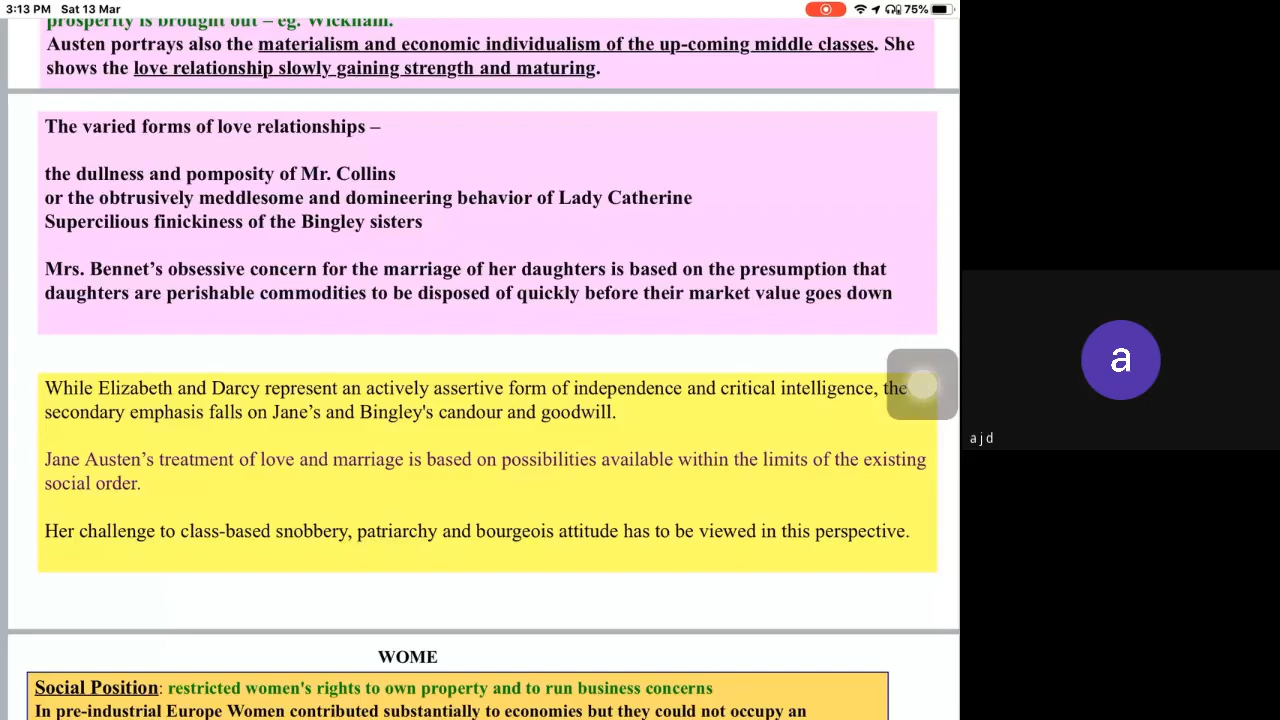 3:13 PM Sat 13 Mar
75%
prosperity is brought out – eg. Wickham.
Austen portrays also the materialism and economic individualism of the up-coming middle classes. She
shows the love relationship slowly gaining strength and maturing.
The varied forms of love relationships –
the dullness and pomposity of Mr. Collins
or the obtrusively meddlesome and domineering behavior of Lady Catherine
Supercilious finickiness of the Bingley sisters
Mrs. Bennet’s obsessive concern for the marriage of her daughters is based on the presumption that
daughters are perishable commodities to be disposed of quickly before their market value goes down
While Elizabeth and Darcy represent an actively assertive form of independence and critical intelligence, the
secondary emphasis falls on Jane’s and Bingley's candour and goodwill.
Jane Austen’s treatment of love and marriage is based on possibilities available within the limits of the existing
social order.
Her challenge to class-based snobbery, patriarchy and bourgeois attitude has to be viewed in this perspective.
WOME
Social Position: restricted women's rights to own property and to run business concerns
In pre-industrial Europe Women contributed substantially to economies but they could not occupy an
a
a j d